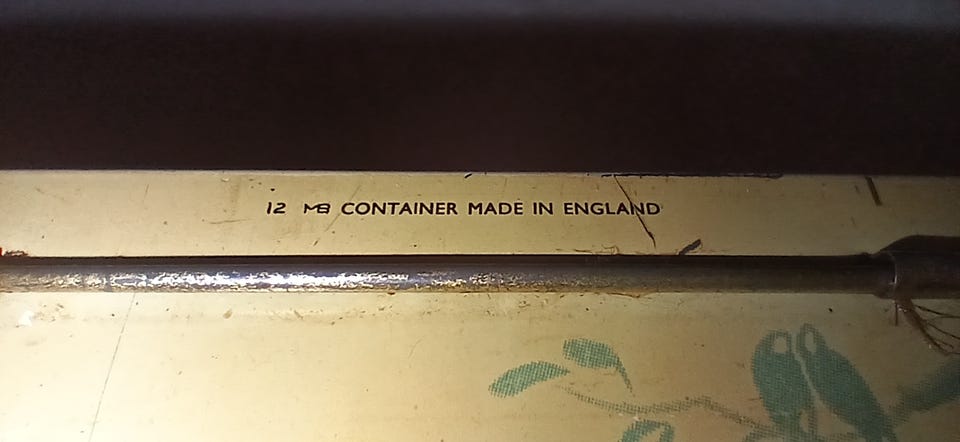 12 MB CONTAINER MADE IN ENGLAND